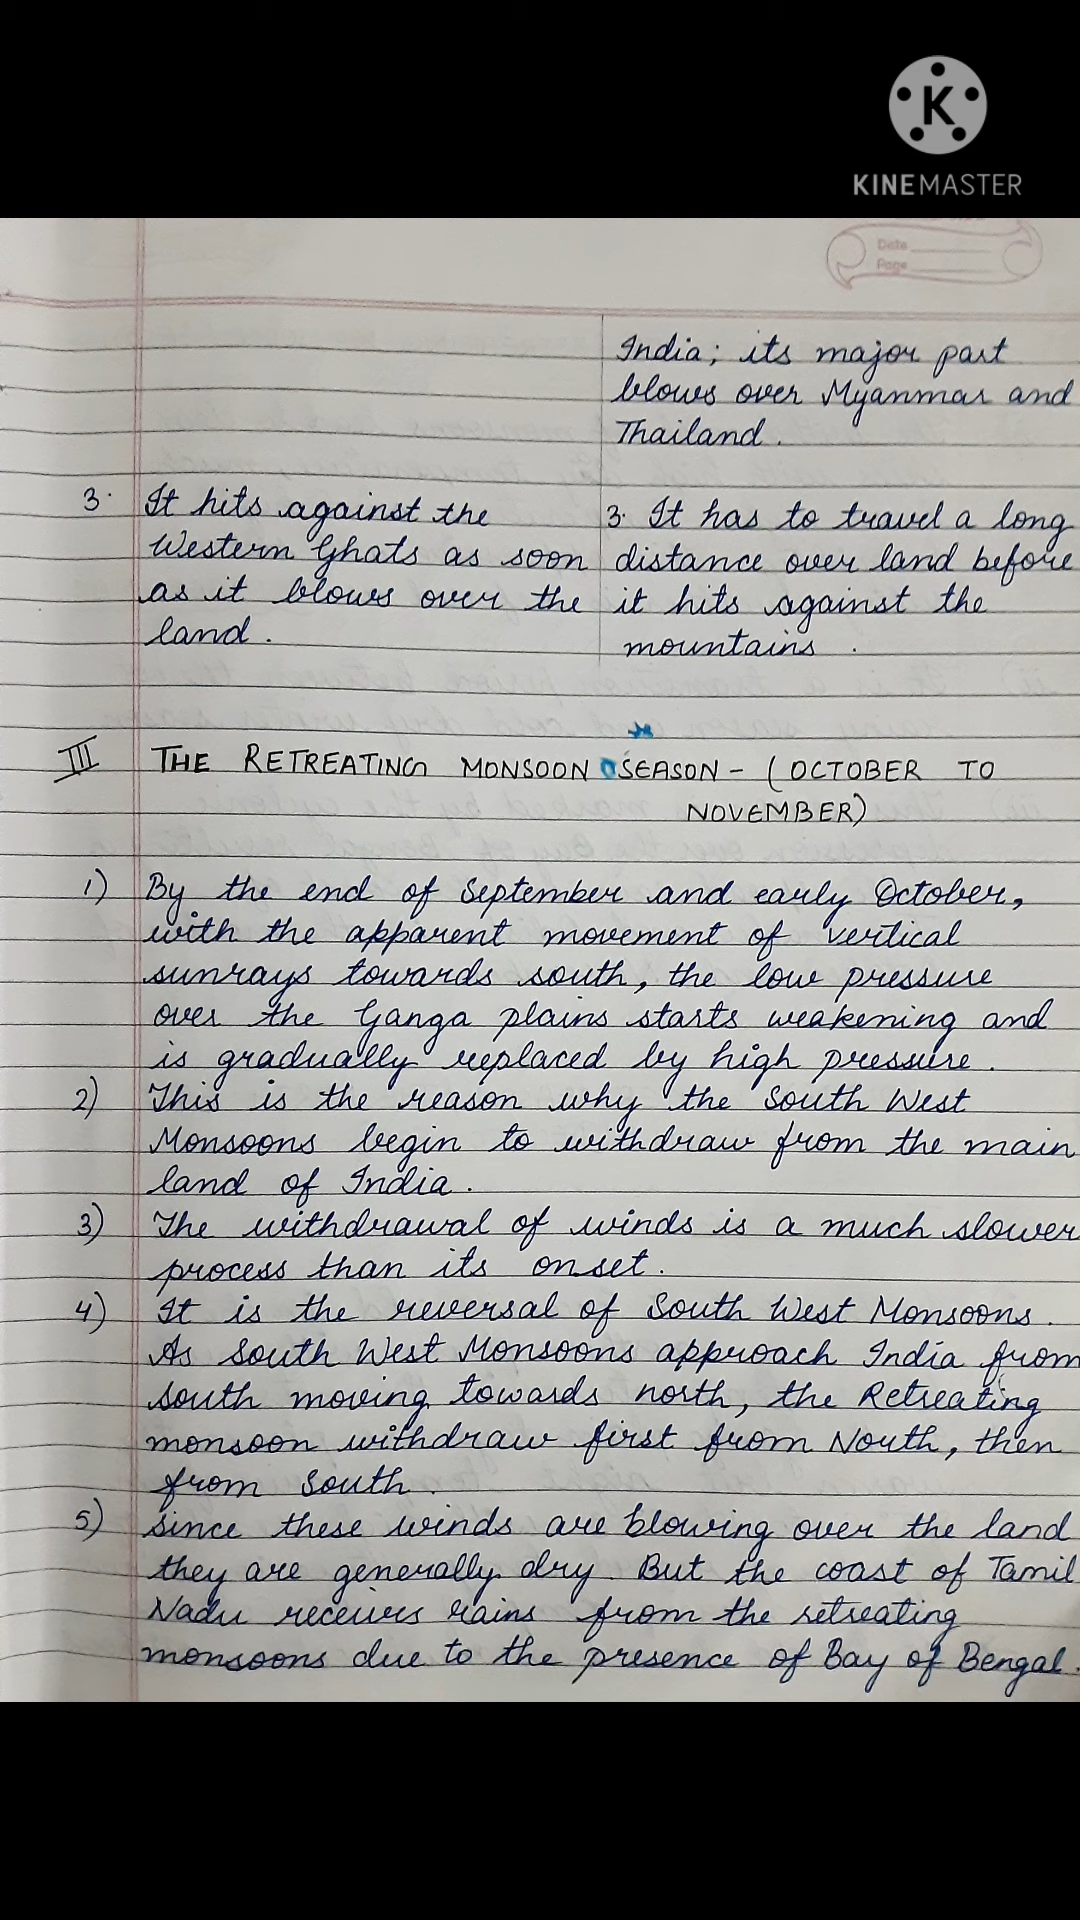 KINEMASTER
Date
Page
India; its major part
blows over Myanmar and
Thailand.
3. It hits against the
Western Ghats as soon
as it blows over the
land.
3. It has to travel a long
distance over land before
it hits against the
mountains.
III THE RETREATING MONSOON SEASON - (OCTOBER TO
NOVEMBER)
1) By the end of September and early October,
with the apparent movement of vertical
sunrays towards south, the low pressure
over the Ganga plains starts weakening and
is gradually replaced by high pressure.
2) This is the reason why the South West
Monsoons begin to withdraw from the main
land of India.
3) The withdrawal of winds is a much slower
process than its onset.
4) It is the reversal of South West Monsoons.
As South West Monsoons approach India from
south moving towards north, the Retreating
monsoon withdraw first from North, then
from South.
5) Since these winds are blowing over the land
they are generally dry. But the coast of Tamil
Nadu receives rains from the retreating
monsoons due to the presence of Bay of Bengal.